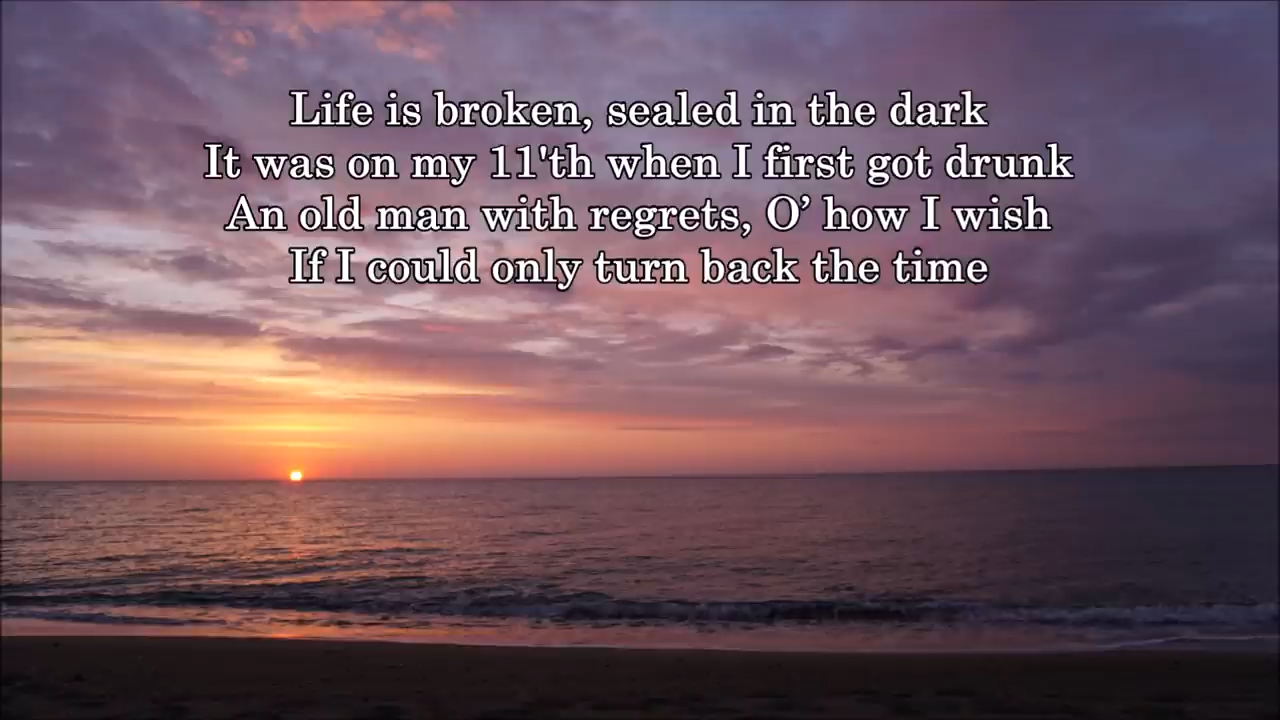 Life is broken, sealed in the dark
It was on my 11'th when I first got drunk
An old man with regrets, O’ how I wish
If I could only turn back the time